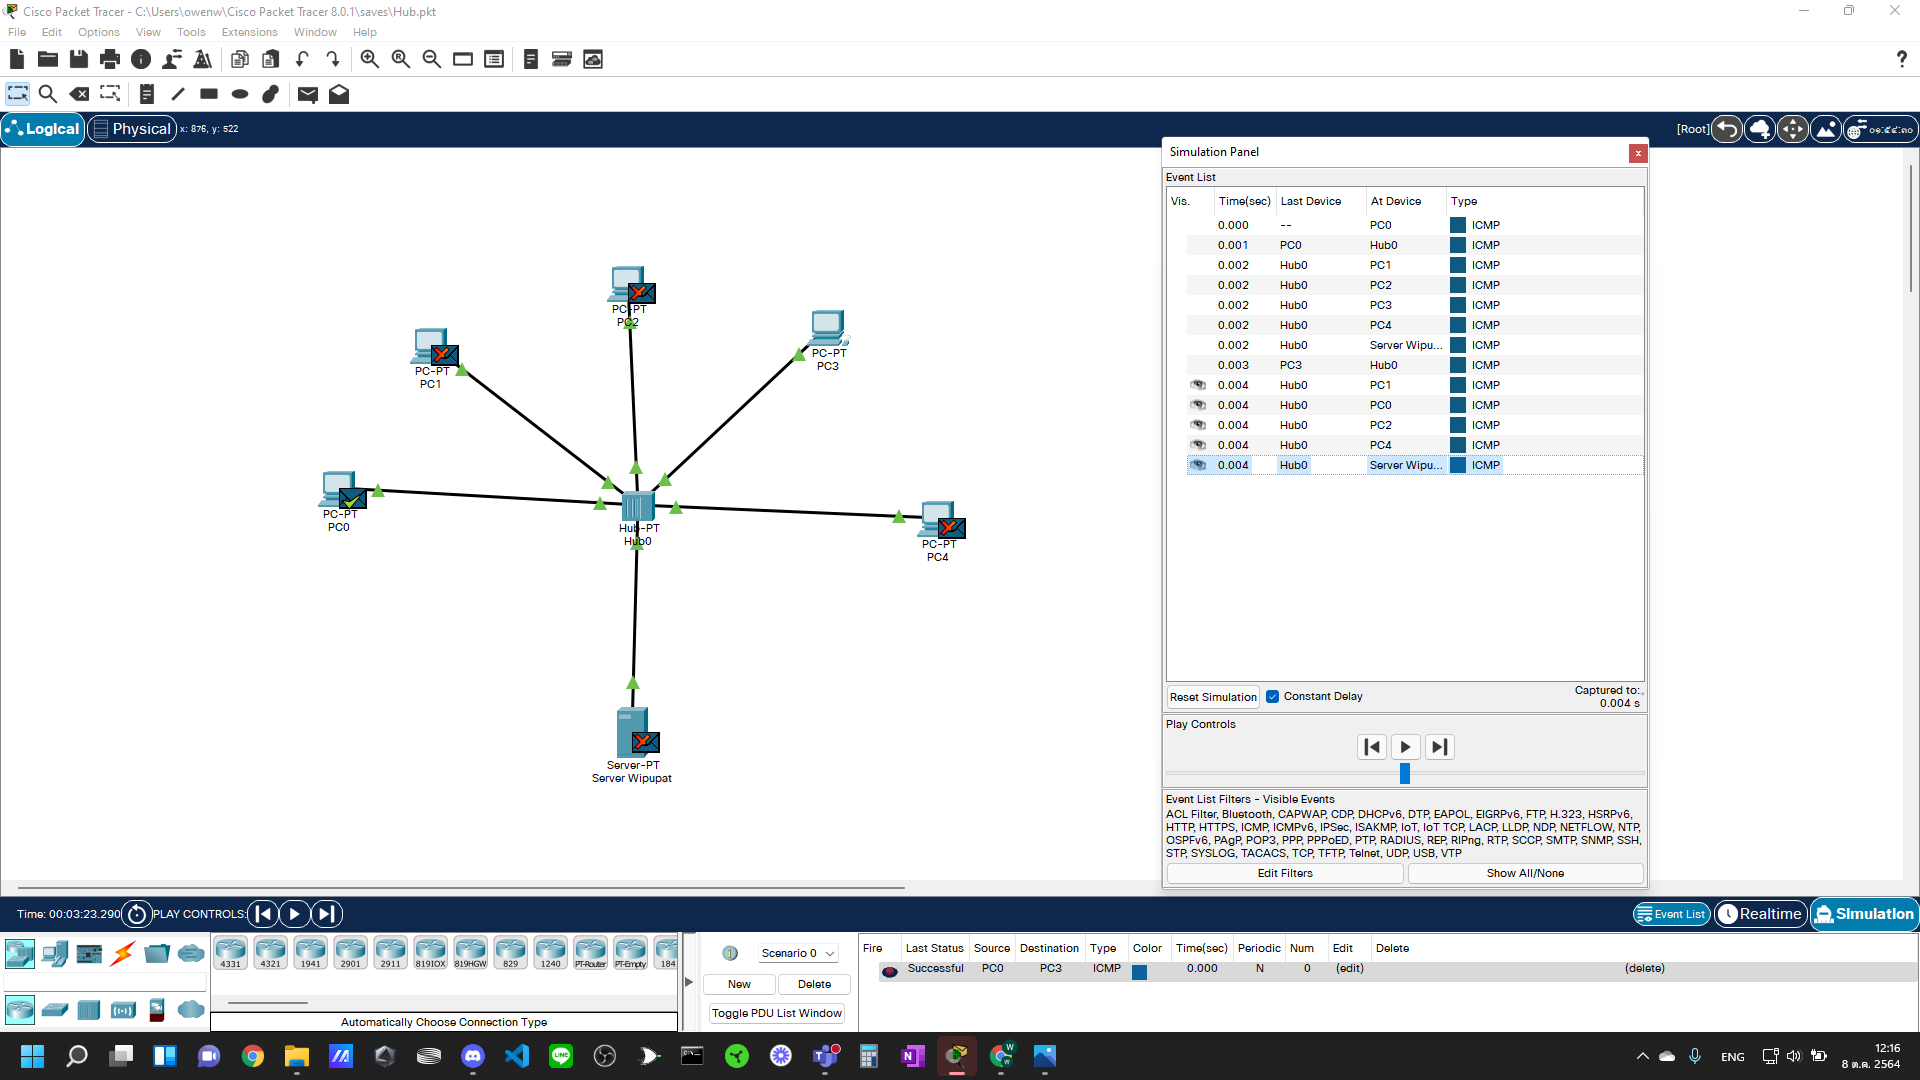 Cisco Packet Tracer - C:\Users\owenw\Cisco Packet Tracer 8.0.1\saves\Hub.pkt
File Edit Options View Tools Extensions Window Help
Logical Physical x: 876, y: 522 [Root] ๐๑:๕๔:๓๐
Simulation Panel
Event List
Vis. Time(sec) Last Device At Device Type
0.000 -- PC0 ICMP
0.001 PC0 Hub0 ICMP
0.002 Hub0 PC1 ICMP
0.002 Hub0 PC2 ICMP
0.002 Hub0 PC3 ICMP
0.002 Hub0 PC4 ICMP
0.002 Hub0 Server Wipu... ICMP
0.003 PC3 Hub0 ICMP
0.004 Hub0 PC1 ICMP
0.004 Hub0 PC0 ICMP
0.004 Hub0 PC2 ICMP
0.004 Hub0 PC4 ICMP
0.004 Hub0 Server Wipu... ICMP
PC-PT
PC2
PC-PT
PC3
PC-PT
PC1
PC-PT
PC0
Hub-PT
Hub0
PC-PT
PC4
Server-PT
Server Wipupat
Reset Simulation Constant Delay Captured to:
0.004 s
Play Controls
Event List Filters - Visible Events
ACL Filter, Bluetooth, CAPWAP, CDP, DHCPv6, DTP, EAPOL, EIGRPv6, FTP, H.323, HSRPv6,
HTTP, HTTPS, ICMP, ICMPv6, IPSec, ISAKMP, IoT, IoT TCP, LACP, LLDP, NDP, NETFLOW, NTP,
OSPFv6, PAgP, POP3, PPP, PPPoED, PTP, RADIUS, REP, RIPng, RTP, SCCP, SMTP, SNMP, SSH,
STP, SYSLOG, TACACS, TCP, TFTP, Telnet, UDP, USB, VTP
Edit Filters Show All/None
Time: 00:03:23.290 PLAY CONTROLS: Event List Realtime Simulation
4331 4321 1941 2901 2911 819IOX 819HGW 829 1240 PT-Router PT-Empty 184
Automatically Choose Connection Type
Scenario 0
New Delete
Toggle PDU List Window
Fire Last Status Source Destination Type Color Time(sec) Periodic Num Edit Delete
Successful PC0 PC3 ICMP 0.000 N 0 (edit) (delete)
ENG
12:16
8 ต.ค. 2564